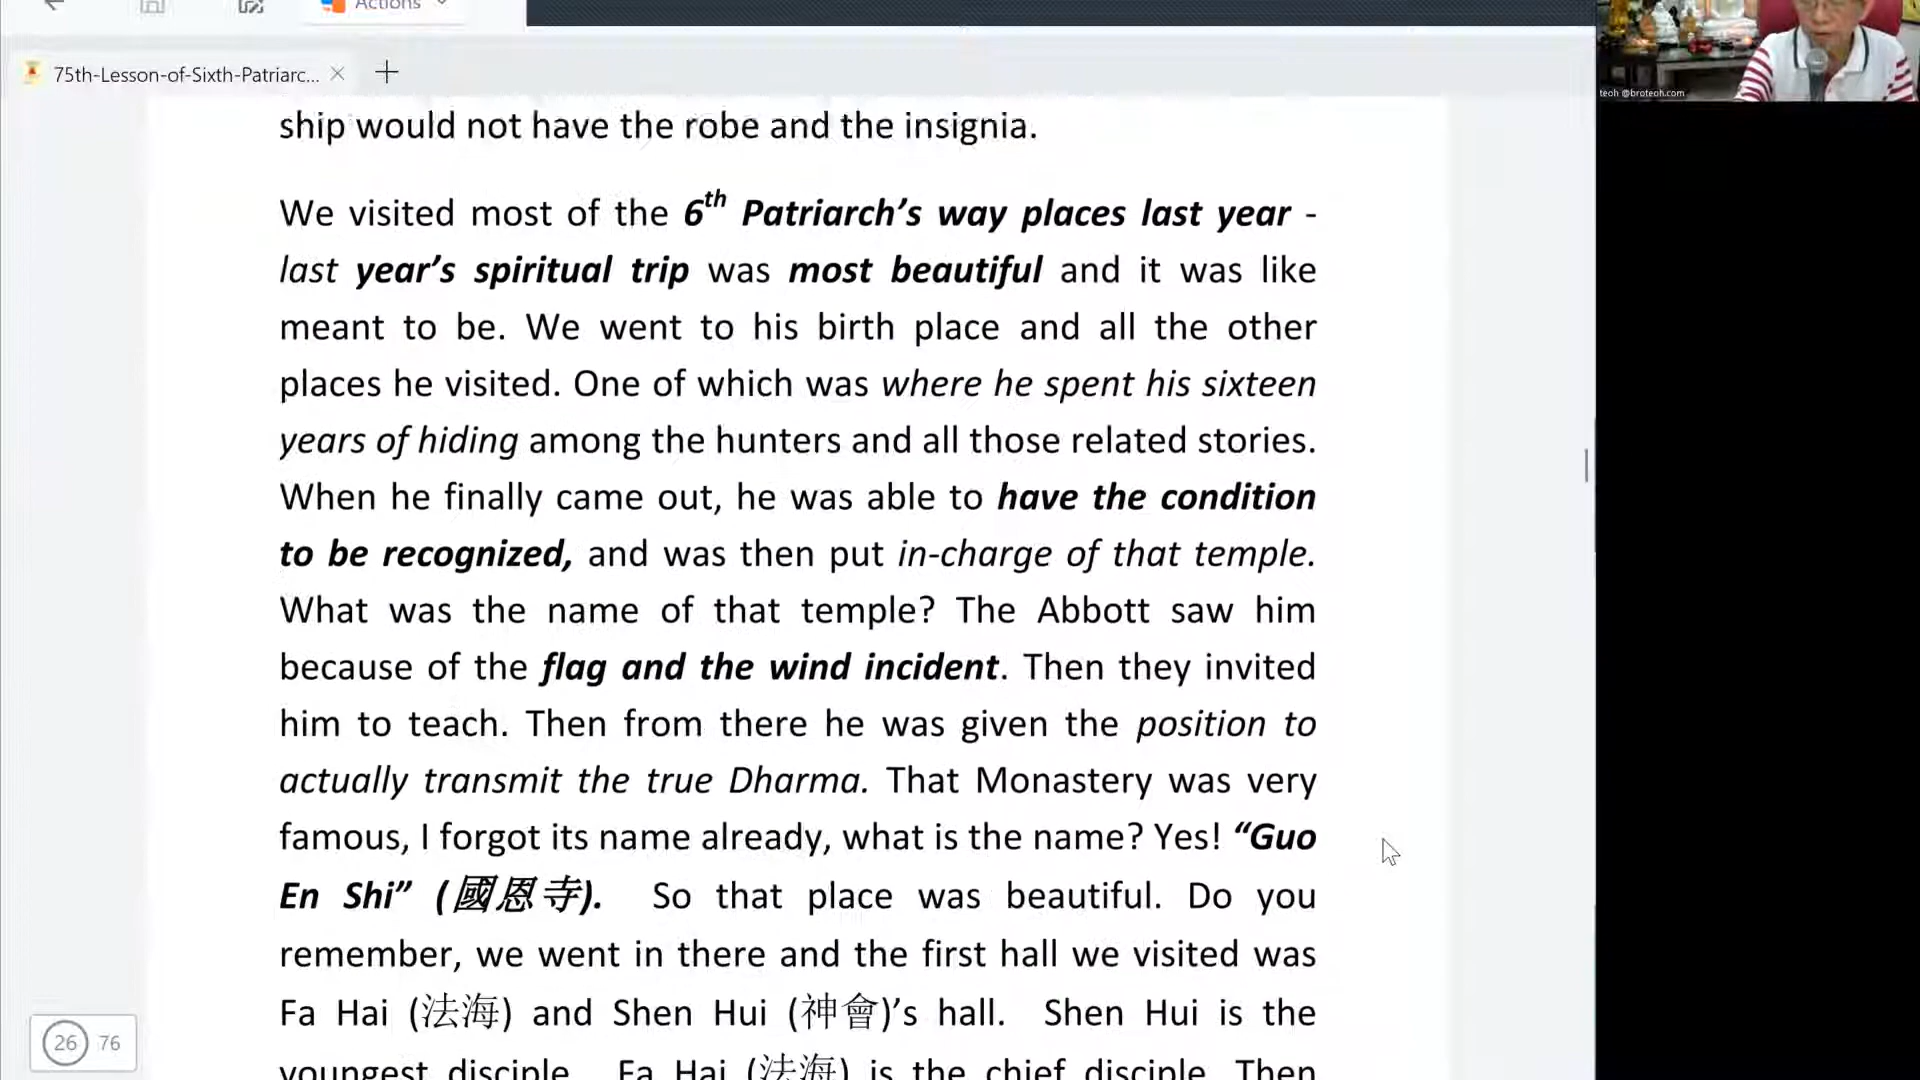 Actions
75th-Lesson-of-Sixth-Patriarc...
teoh @broteoh.com
ship would not have the robe and the insignia.
We visited most of the 6th Patriarch’s way places last year -
last year’s spiritual trip was most beautiful and it was like
meant to be. We went to his birth place and all the other
places he visited. One of which was where he spent his sixteen
years of hiding among the hunters and all those related stories.
When he finally came out, he was able to have the condition
to be recognized, and was then put in-charge of that temple.
What was the name of that temple? The Abbott saw him
because of the flag and the wind incident. Then they invited
him to teach. Then from there he was given the position to
actually transmit the true Dharma. That Monastery was very
famous, I forgot its name already, what is the name? Yes! “Guo
En Shi” (國恩寺). So that place was beautiful. Do you
remember, we went in there and the first hall we visited was
Fa Hai (法海) and Shen Hui (神會)’s hall. Shen Hui is the
youngest disciple. Fa Hai (法海) is the chief disciple. Then
26 76